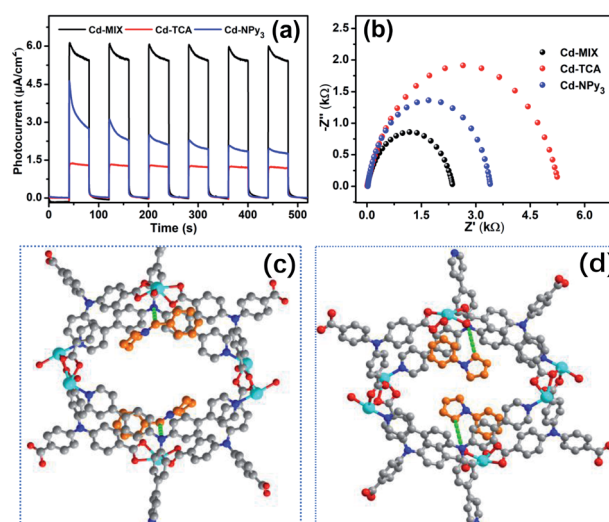 Cd-MIX Cd-TCA Cd-NPy₃
(a)
Photocurrent (μA/cm²)
6.0
4.5
3.0
1.5
0.0
0 100 200 300 400 500
Time (s)
(b)
Cd-MIX
Cd-TCA
Cd-NPy₃
-Z'' (kΩ)
2.5
2.0
1.5
1.0
0.5
0.0
0.0 1.5 3.0 4.5 6.0
Z' (kΩ)
(c)
(d)